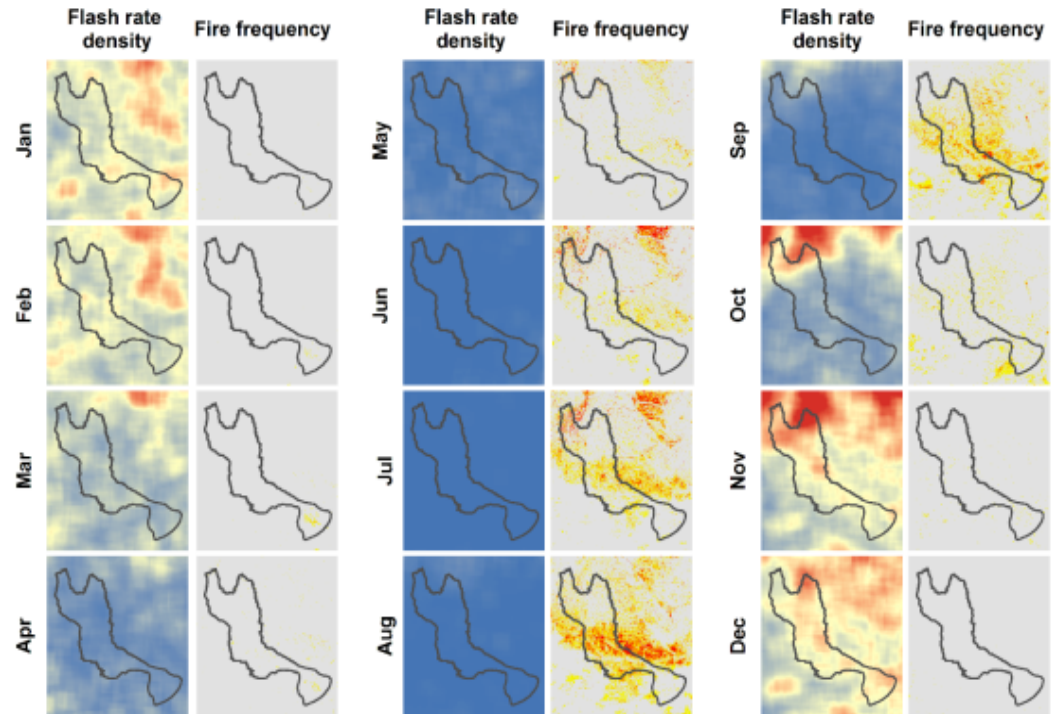 Flash rate
density
Fire frequency
Flash rate
density
Fire frequency
Flash rate
density
Fire frequency
Jan
May
Sep
Feb
Jun
Oct
Mar
Jul
Nov
Apr
Aug
Dec